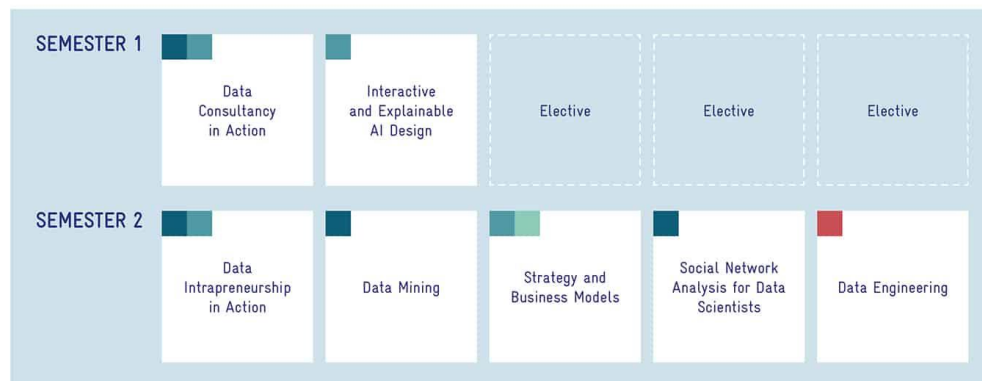 SEMESTER 1
Data
Consultancy
in Action
Interactive
and Explainable
AI Design
Elective
Elective
Elective
SEMESTER 2
Data
Intrapreneurship
in Action
Data Mining
Strategy and
Business Models
Social Network
Analysis for Data
Scientists
Data Engineering